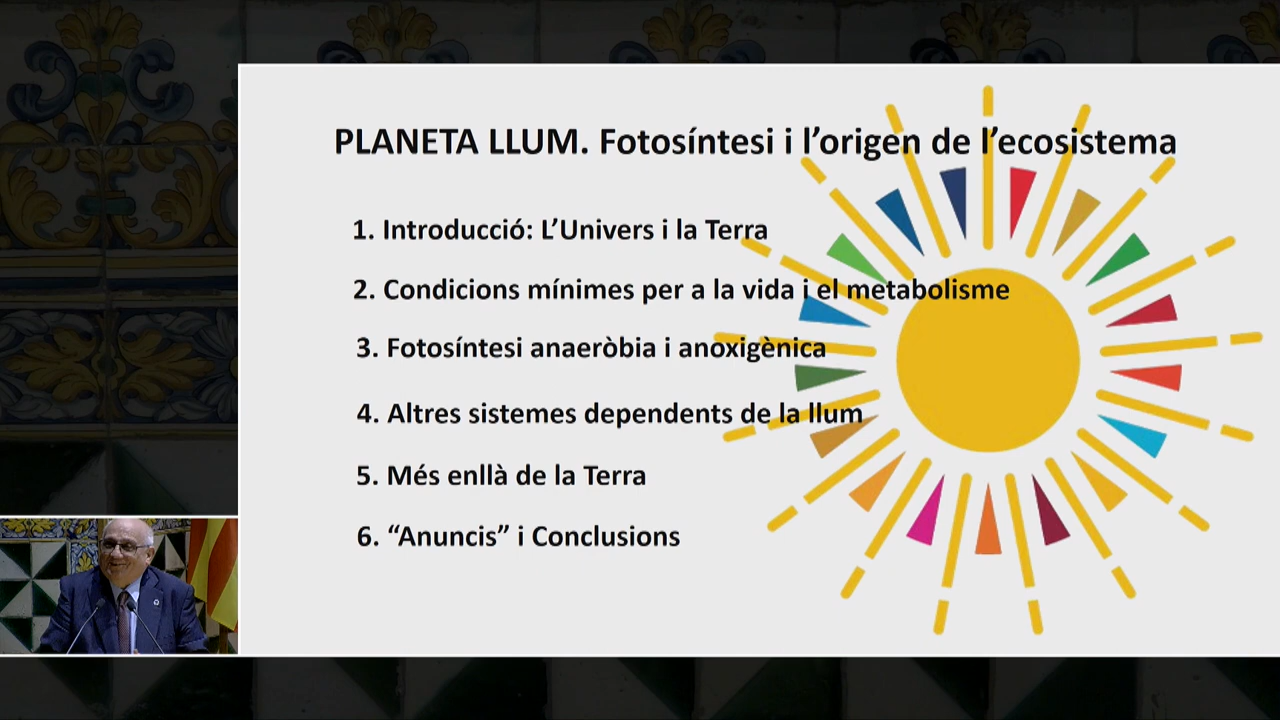 PLANETA LLUM. Fotosíntesi i l’origen de l’ecosistema
1. Introducció: L’Univers i la Terra
2. Condicions mínimes per a la vida i el metabolisme
3. Fotosíntesi anaeròbia i anoxigènica
4. Altres sistemes dependents de la llum
5. Més enllà de la Terra
6. “Anuncis” i Conclusions